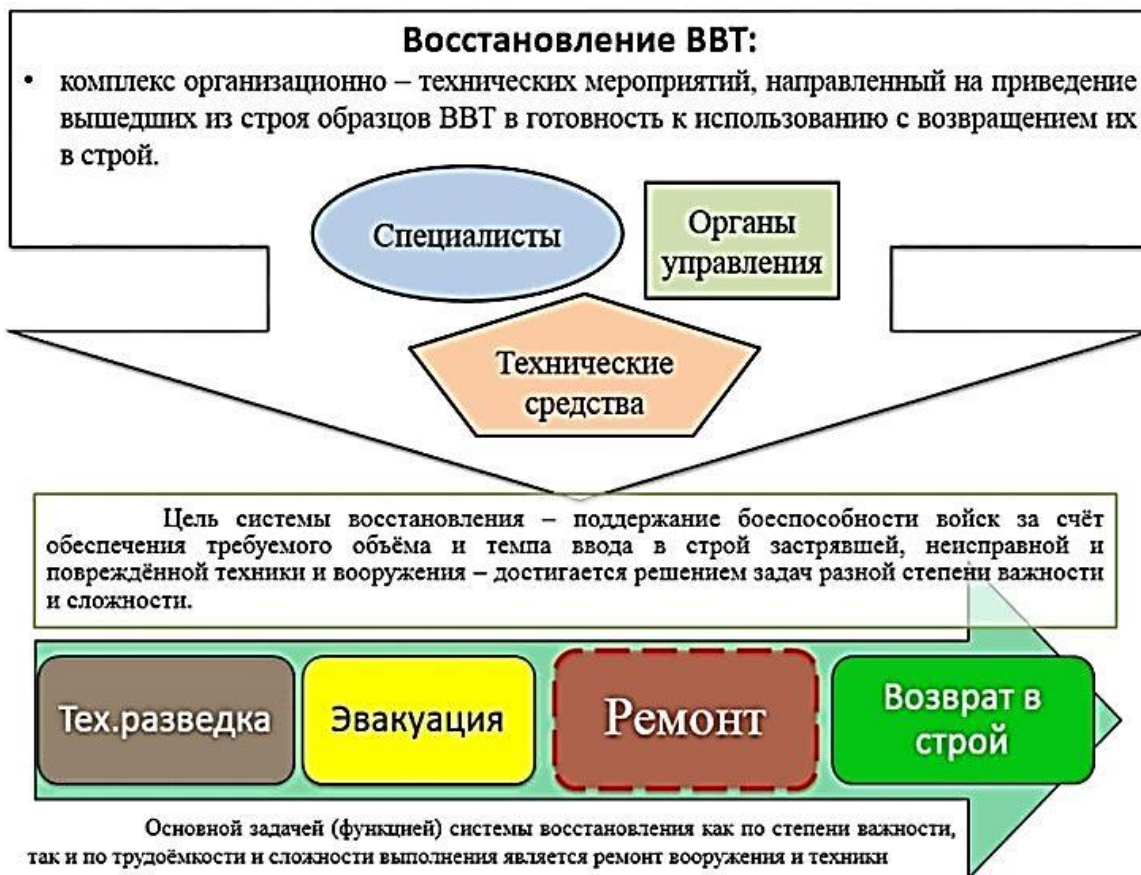 Восстановление ВВТ:
• комплекс организационно – технических мероприятий, направленный на приведение
вышедших из строя образцов ВВТ в готовность к использованию с возвращением их
в строй.
Специалисты
Органы
управления
Технические
средства
Цель системы восстановления – поддержание боеспособности войск за счёт
обеспечения требуемого объёма и темпа ввода в строй застрявшей, неисправной и
повреждённой техники и вооружения – достигается решением задач разной степени важности
и сложности.
Тех.разведка
Эвакуация
Ремонт
Возврат в
строй
Основной задачей (функцией) системы восстановления как по степени важности,
так и по трудоёмкости и сложности выполнения является ремонт вооружения и техники